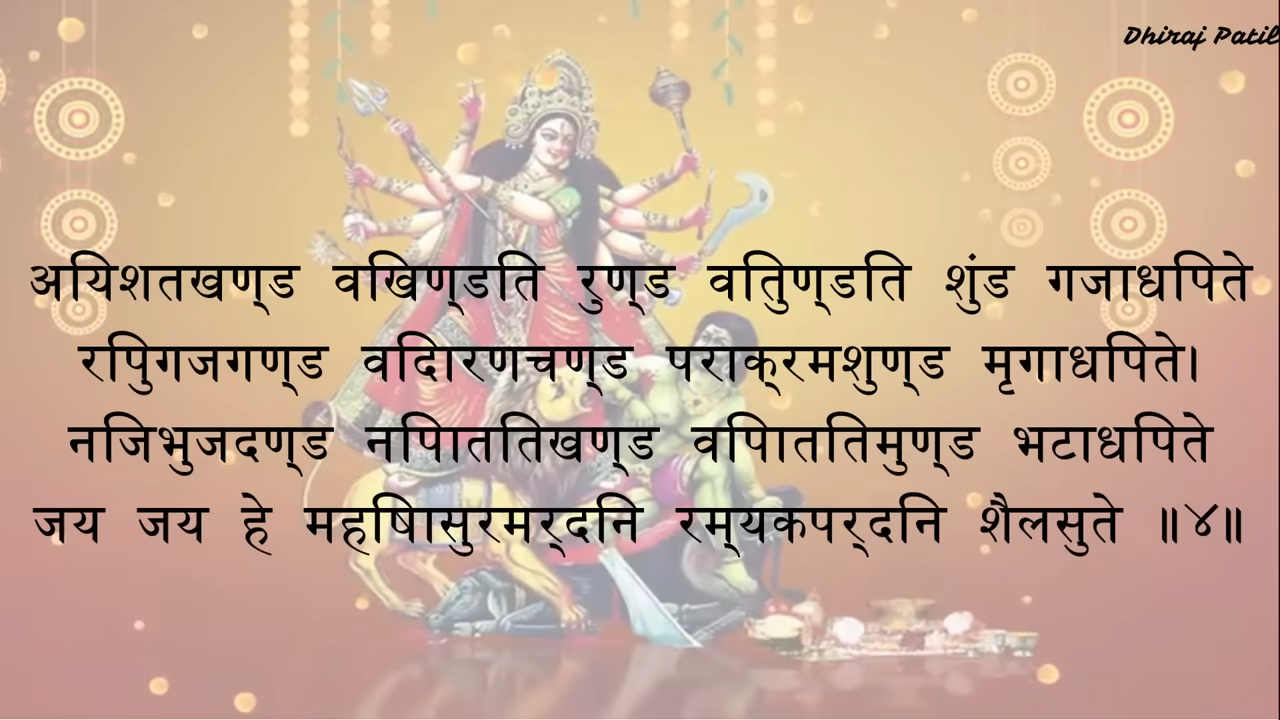 Dhiraj Patil
अयिशतखण्ड वखिण्डति रुण्ड वतिुण्डति शुंड गजाधपिते
रपिुगजगण्ड वदिारणचण्ड पराक्रमशुण्ड मृगाधपिते।
नजिभुजदण्ड नपिाततिखण्ड वपिाततिमुण्ड भटाधपिते
जय जय हे महषिासुरमर्दनि रम्यकपर्दनि शैलसुते ॥४॥